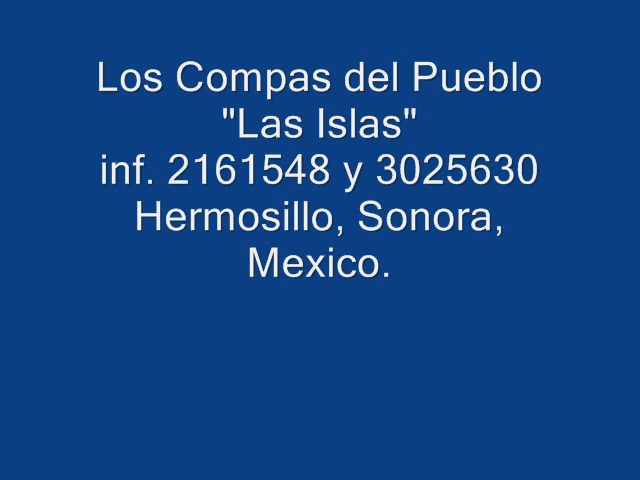 Los Compas del Pueblo
"Las Islas"
inf. 2161548 y 3025630
Hermosillo, Sonora,
Mexico.